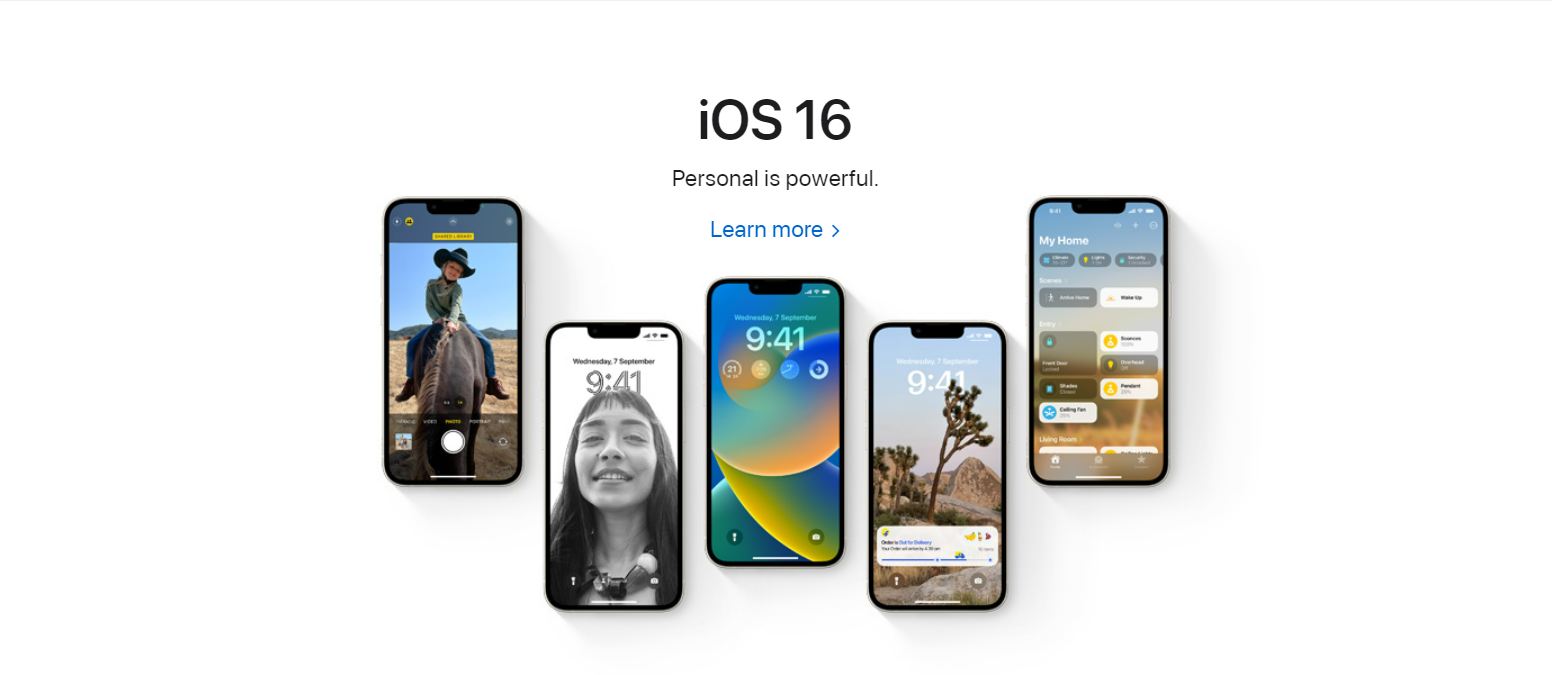 iOS 16
Personal is powerful.
Learn more >
SHARED LIBRARY
VIDEO PHOTO PORTRAIT
Wednesday, 7 September
9:41
Wednesday, 7 September
9:41
21
Wednesday, 7 September
9:41
Order is Out for Delivery
Your Order will arrive by 4:38 pm
10 items
9:41
My Home
Climate
Lights
Security
Scenes
Arrive Home
Wake Up
Entry
Front Door
Locked
Sconces
Overhead
Off
Shades
Closed
Pendant
Ceiling Fan
Living Room
Home